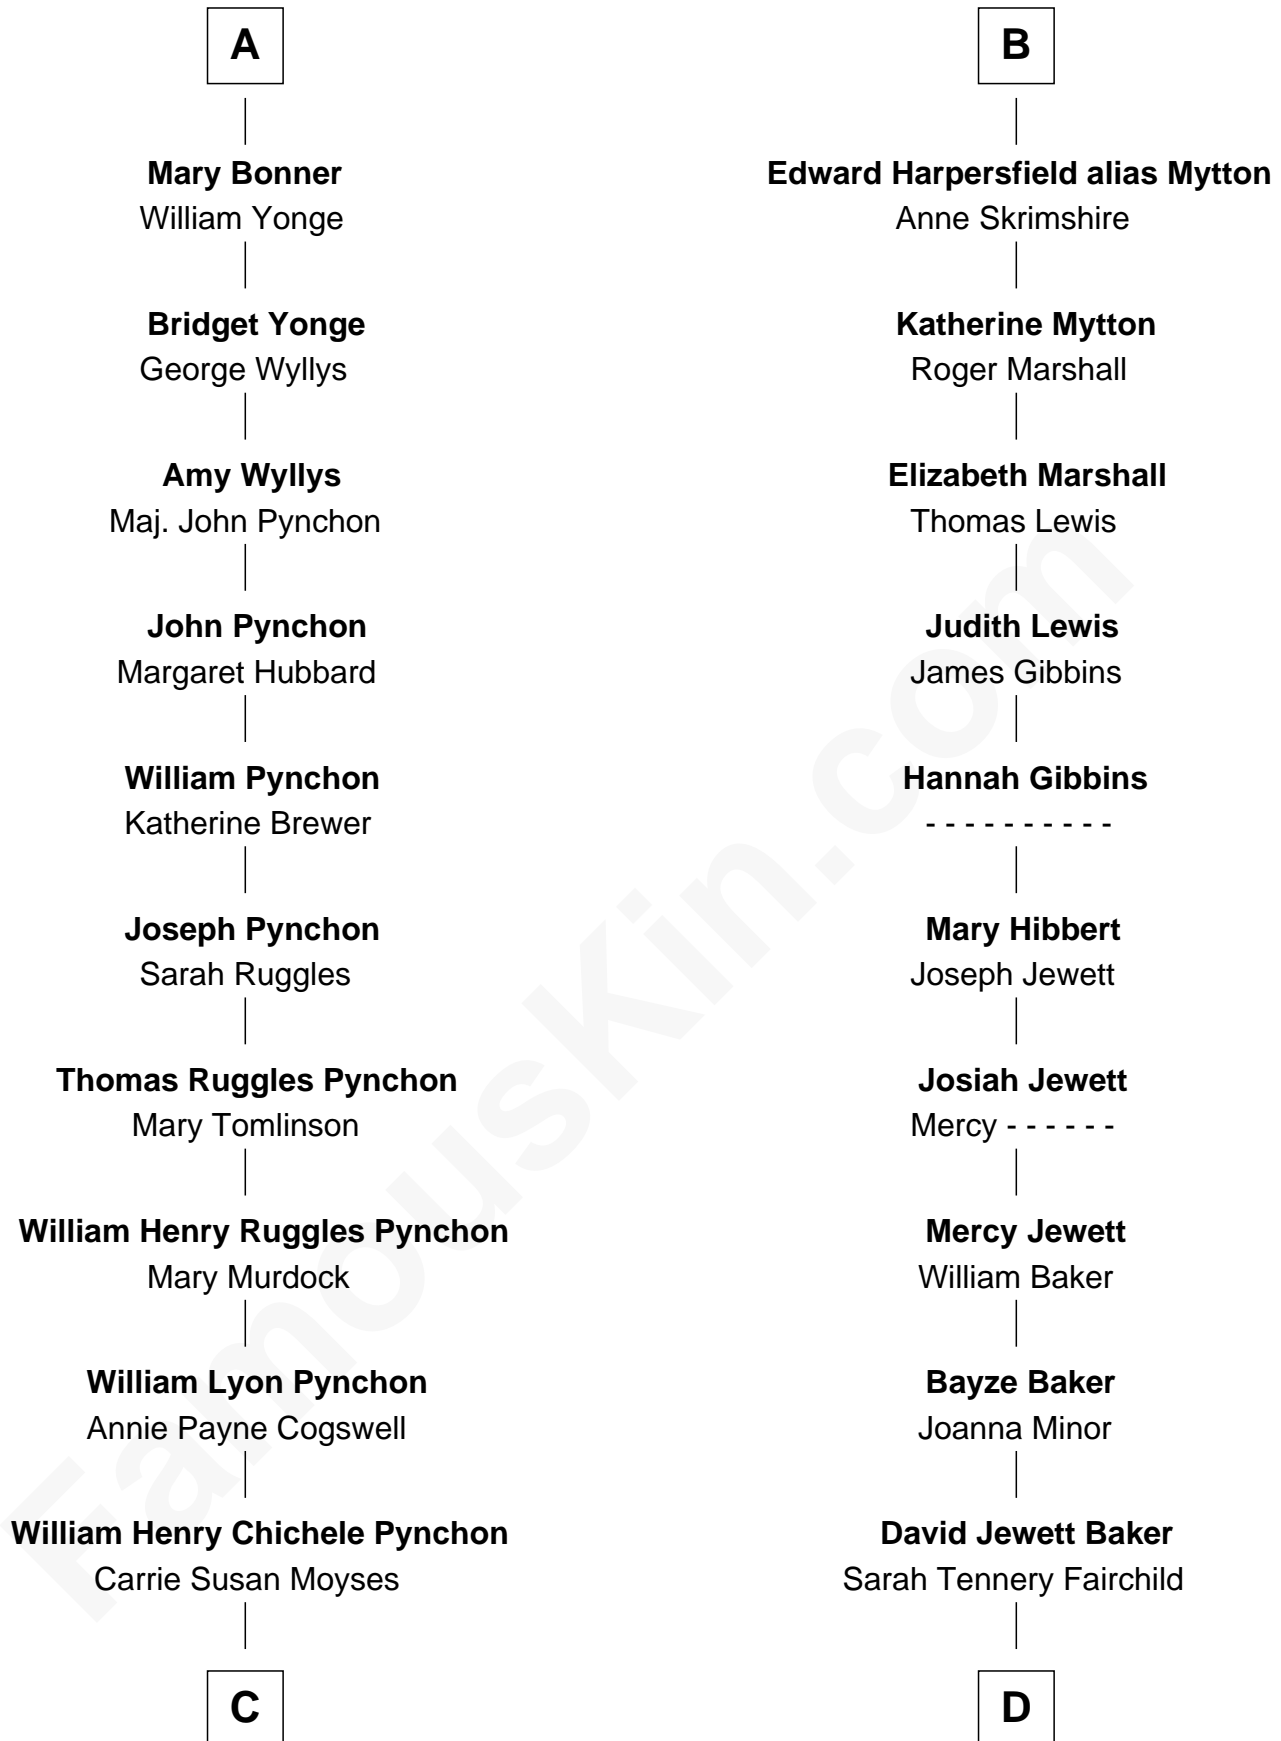 A
Mary Bonner
William Yonge
Bridget Yonge
George Wyllys
Amy Wyllys
Maj. John Pynchon
John Pynchon
Margaret Hubbard
William Pynchon
Katherine Brewer
Joseph Pynchon
Sarah Ruggles
Thomas Ruggles Pynchon
Mary Tomlinson
William Henry Ruggles Pynchon
Mary Murdock
William Lyon Pynchon
Annie Payne Cogswell
William Henry Chichele Pynchon
Carrie Susan Moyses
C
B
Edward Harpersfield alias Mytton
Anne Skrimshire
Katherine Mytton
Roger Marshall
Elizabeth Marshall
Thomas Lewis
Judith Lewis
James Gibbins
Hannah Gibbins
- - - - - - - - - -
Mary Hibbert
Joseph Jewett
Josiah Jewett
Mercy - - - - - -
Mercy Jewett
William Baker
Bayze Baker
Joanna Minor
David Jewett Baker
Sarah Tennery Fairchild
D
FamousKin.com